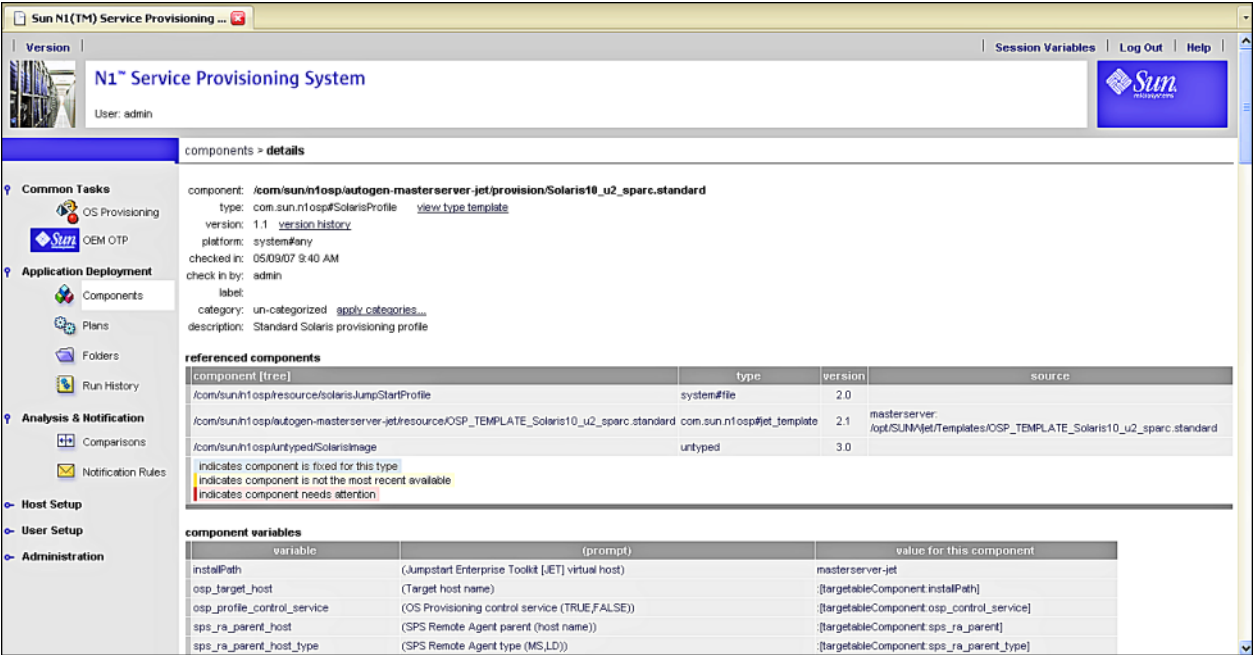 Sun N1(TM) Service Provisioning ...
Version
Session Variables | Log Out | Help
N1™ Service Provisioning System
User: admin
Sun
microsystems
components > details
Common Tasks
OS Provisioning
Sun OEM OTP
Application Deployment
Components
Plans
Folders
Run History
Analysis & Notification
Comparisons
Notification Rules
Host Setup
User Setup
Administration
component: /com/sun/n1osp/autogen-masterserver-jet/provision/Solaris10_u2_sparc.standard
type: com.sun.n1osp#SolarisProfile view type template
version: 1.1 version history
platform: system#any
checked in: 05/09/07 9:40 AM
check in by: admin
label:
category: un-categorized apply categories...
description: Standard Solaris provisioning profile
referenced components
component [tree] type version source
/com/sun/n1osp/resource/solarisJumpStartProfile system#file 2.0
/com/sun/n1osp/autogen-masterserver-jet/resource/OSP_TEMPLATE_Solaris10_u2_sparc.standard com.sun.n1osp#jet_template 2.1 masterserver:
/opt/SUNWjet/Templates/OSP_TEMPLATE_Solaris10_u2_sparc.standard
/com/sun/n1osp/untyped/SolarisImage untyped 3.0
indicates component is fixed for this type
indicates component is not the most recent available
indicates component needs attention
component variables
variable (prompt) value for this component
installPath (Jumpstart Enterprise Toolkit [JET] virtual host) masterserver-jet
osp_target_host (Target host name) :[targetableComponent:installPath]
osp_profile_control_service (OS Provisioning control service (TRUE,FALSE)) :[targetableComponent:osp_control_service]
sps_ra_parent_host (SPS Remote Agent parent (host name)) :[targetableComponent:sps_ra_parent]
sps_ra_parent_host_type (SPS Remote Agent type (MS,LD)) :[targetableComponent:sps_ra_parent_type]